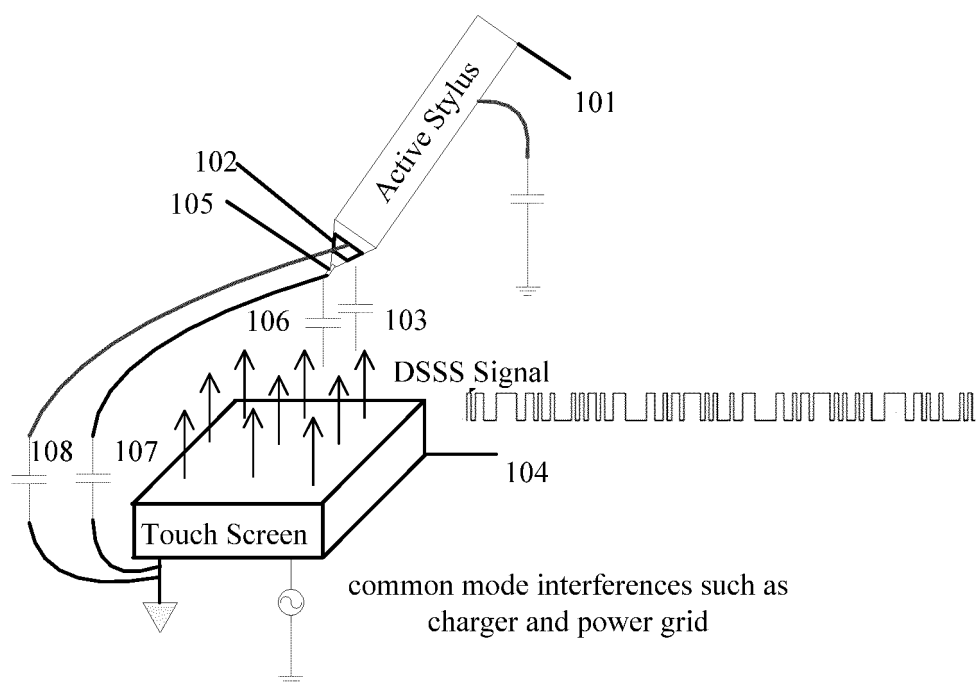 Active Stylus
101
102
105
106
103
DSSS Signal
108
107
104
Touch Screen
common mode interferences such as
charger and power grid